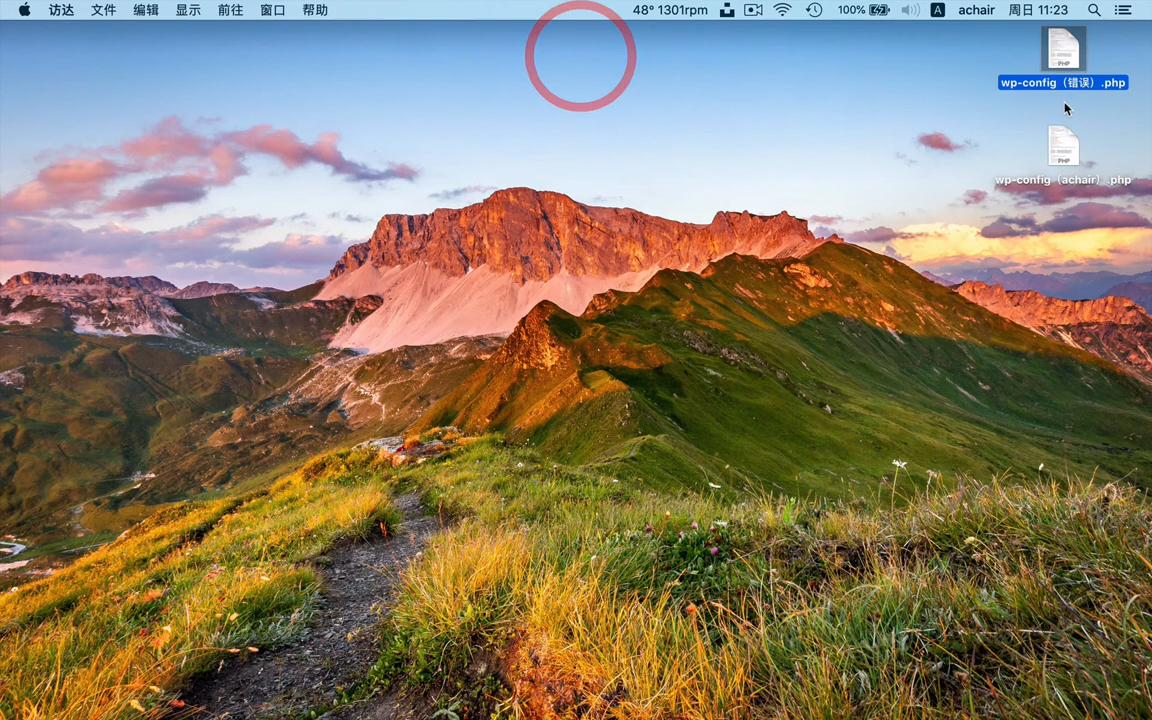 访达 文件 编辑 显示 前往 窗口 帮助 48° 1301rpm 100% A achair 周日 11:23
PHP
wp-config（错误）.php
PHP
wp-config（achair）.php